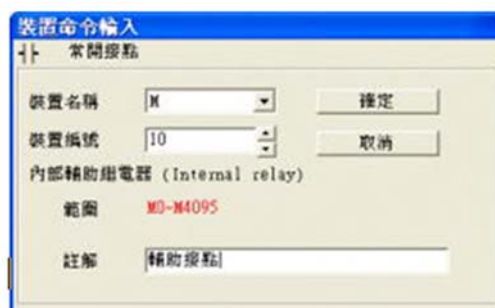 裝置命令輸入
常開接點
裝置名稱 M 確定
裝置編號 10 取消
內部輔助繼電器 (Internal relay)
範圍 M0-M4095
註解 輔助接點